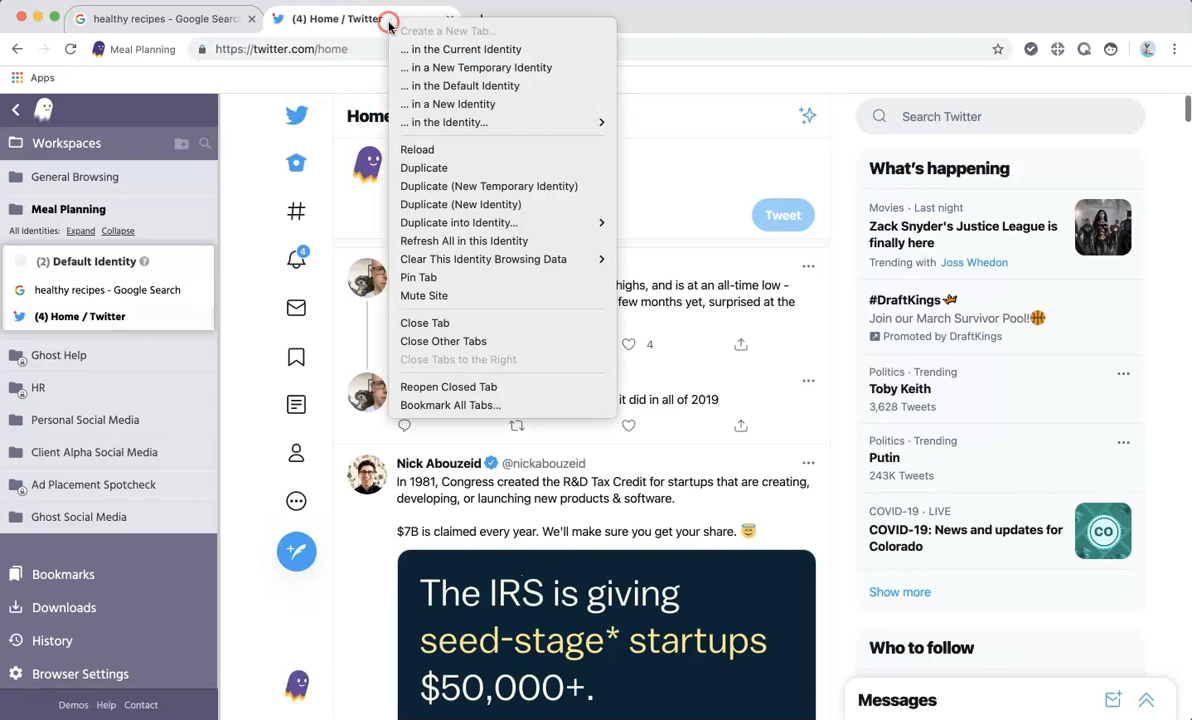 healthy recipes - Google Searc
(4) Home / Twitter
Meal Planning
https://twitter.com/home
Apps
Workspaces
General Browsing
Meal Planning
All Identities: Expand Collapse
(2) Default Identity
healthy recipes - Google Search
(4) Home / Twitter
Ghost Help
HR
Personal Social Media
Client Alpha Social Media
Ad Placement Spotcheck
Ghost Social Media
Bookmarks
Downloads
History
Browser Settings
Demos Help Contact
Create a New Tab...
... in the Current Identity
... in a New Temporary Identity
... in the Default Identity
... in a New Identity
... in the Identity...
Reload
Duplicate
Duplicate (New Temporary Identity)
Duplicate (New Identity)
Duplicate into Identity...
Refresh All in this Identity
Clear This Identity Browsing Data
Pin Tab
Mute Site
Close Tab
Close Other Tabs
Close Tabs to the Right
Reopen Closed Tab
Bookmark All Tabs...
4
Home
Tweet
highs, and is at an all-time low -
few months yet, surprised at the
4
it did in all of 2019
Nick Abouzeid @nickabouzeid
In 1981, Congress created the R&D Tax Credit for startups that are creating,
developing, or launching new products & software.
$7B is claimed every year. We'll make sure you get your share. 😇
The IRS is giving
seed-stage* startups
$50,000+.
Search Twitter
What's happening
Movies · Last night
Zack Snyder's Justice League is
finally here
Trending with Joss Whedon
#DraftKings
Join our March Survivor Pool!🏀
Promoted by DraftKings
Politics · Trending
Toby Keith
3,628 Tweets
Politics · Trending
Putin
243K Tweets
COVID-19 · LIVE
COVID-19: News and updates for
Colorado
Show more
Who to follow
Messages